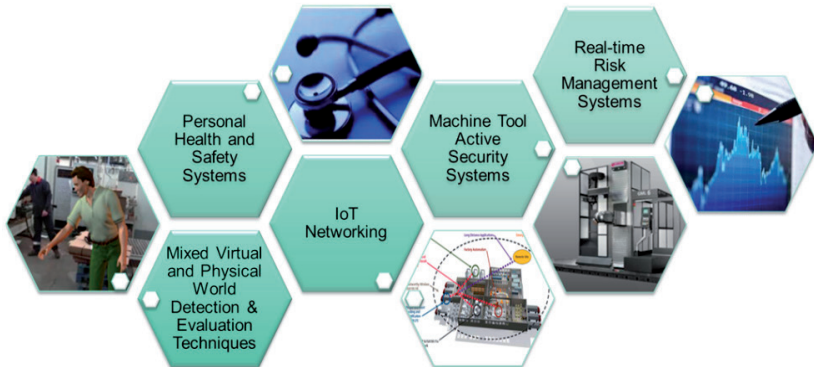 Personal
Health and
Safety
Systems
Mixed Virtual
and Physical
World
Detection &
Evaluation
Techniques
IoT
Networking
Machine Tool
Active
Security
Systems
Real-time
Risk
Management
Systems